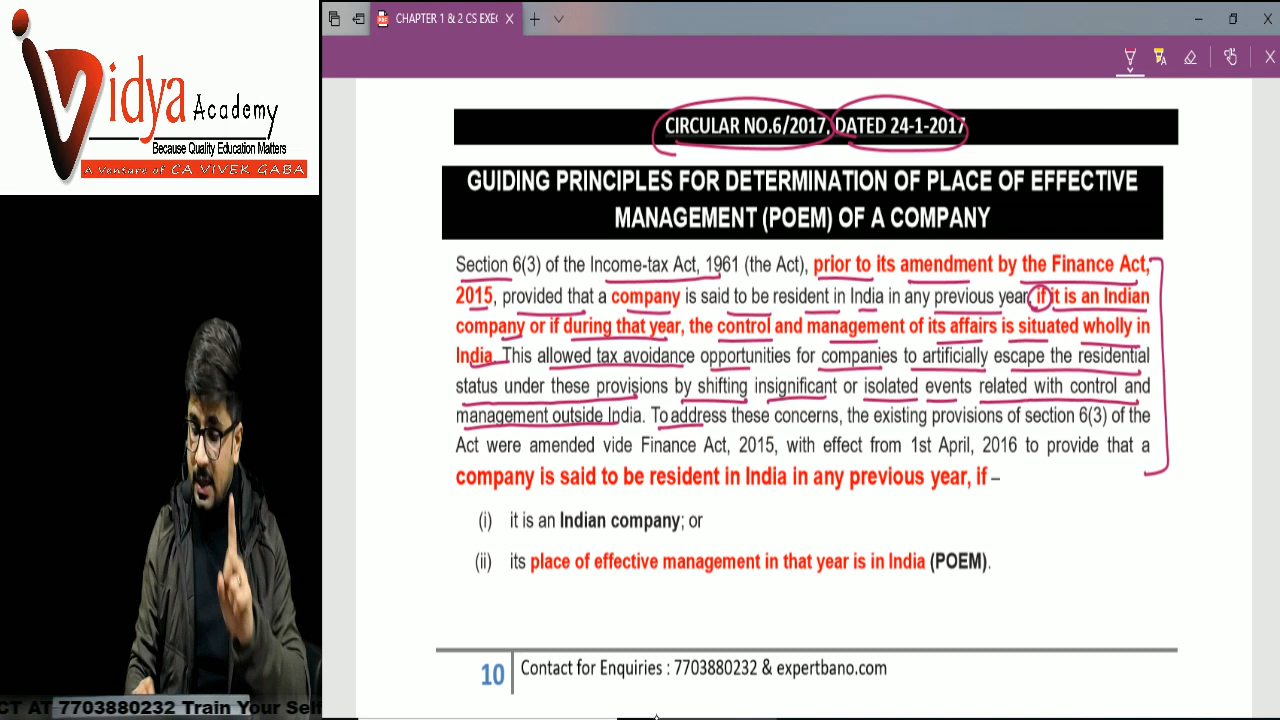 Vidya Academy
Because Quality Education Matters
A Venture of CA VIVEK GABA
CHAPTER 1 & 2 CS EXEC
CIRCULAR NO.6/2017, DATED 24-1-2017
GUIDING PRINCIPLES FOR DETERMINATION OF PLACE OF EFFECTIVE
MANAGEMENT (POEM) OF A COMPANY
Section 6(3) of the Income-tax Act, 1961 (the Act), prior to its amendment by the Finance Act,
2015, provided that a company is said to be resident in India in any previous year, if it is an Indian
company or if during that year, the control and management of its affairs is situated wholly in
India. This allowed tax avoidance opportunities for companies to artificially escape the residential
status under these provisions by shifting insignificant or isolated events related with control and
management outside India. To address these concerns, the existing provisions of section 6(3) of the
Act were amended vide Finance Act, 2015, with effect from 1st April, 2016 to provide that a
company is said to be resident in India in any previous year, if –
(i) it is an Indian company; or
(ii) its place of effective management in that year is in India (POEM).
10 Contact for Enquiries : 7703880232 & expertbano.com
CT AT 7703880232 Train Your Self